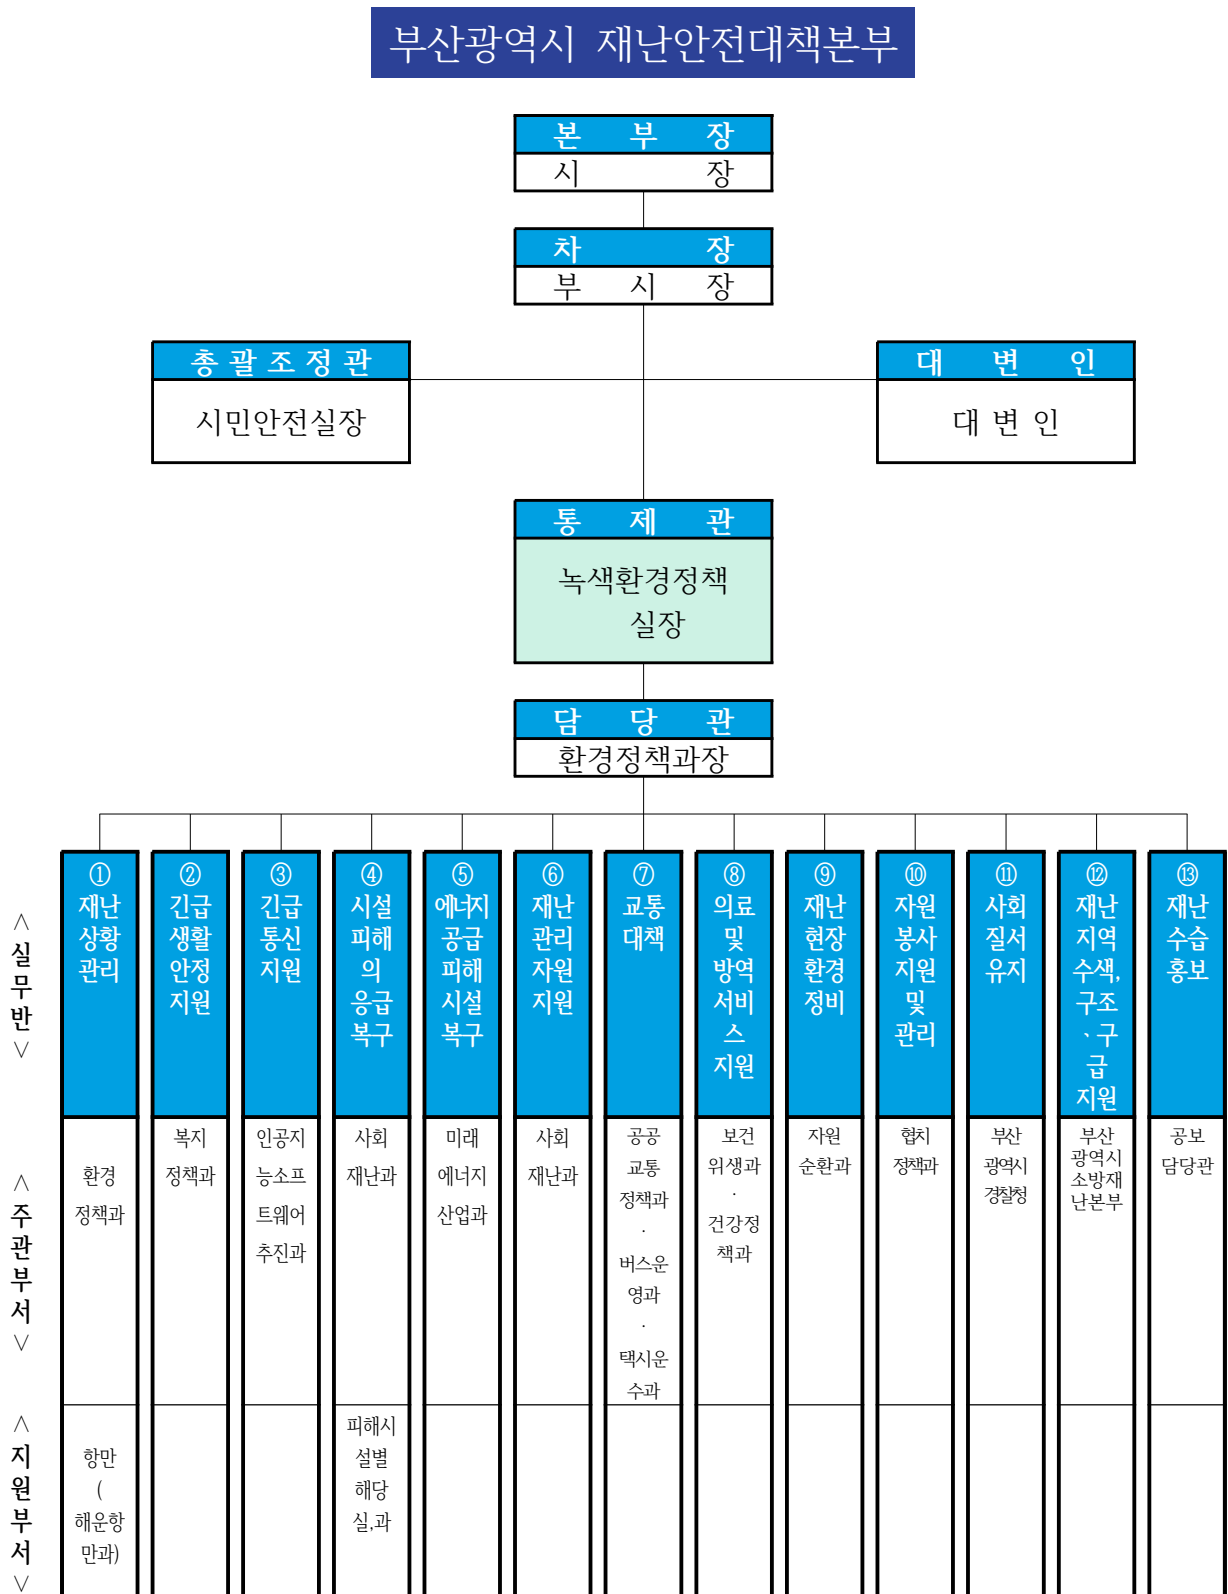 부산광역시 재난안전대책본부
본 부 장
시 장
차 장
부 시 장
총괄조정관
시민안전실장
대 변 인
대 변 인
통 제 관
녹색환경정책
실장
담 당 관
환경정책과장
<실무반>
①
재난
상황
관리
②
긴급
생활
안정
지원
③
긴급
통신
지원
④
시설
피해
의
응급
복구
⑤
에너지
공급
피해
시설
복구
⑥
재난
관리
자원
지원
⑦
교통
대책
⑧
의료
및
방역
서비
스
지원
⑨
재난
현장
환경
정비
⑩
자원
봉사
지원
및
관리
⑪
사회
질서
유지
⑫
재난
지역
수색,
구조
、구
급
지원
⑬
재난
수습
홍보
<주관부서>
환경
정책과
복지
정책과
인공지
능소프
트웨어
추진과
사회
재난과
미래
에너지
산업과
사회
재난과
공공
교통
정책과
·
버스운
영과
·
택시운
수과
보건
위생과
·
건강정
책과
자원
순환과
협치
정책과
부산
광역시
경찰청
부산
광역시
소방재
난본부
공보
담당관
<지원부서>
항만
(
해운항
만과)
피해시
설별
해당
실,과